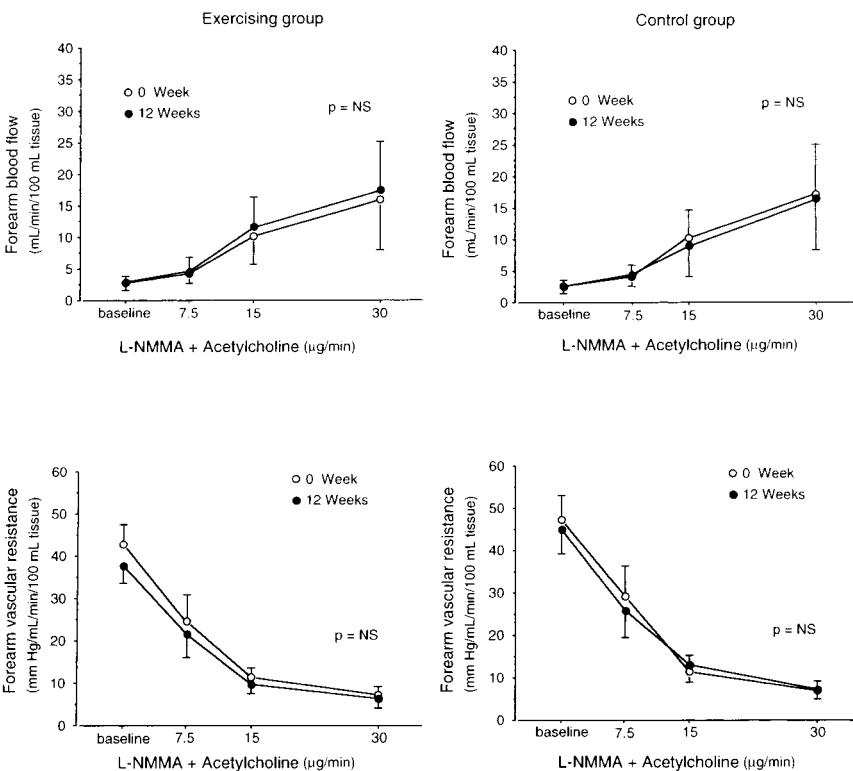 Exercising group
40
35
30
25
20
15
10
5
0
Forearm blood flow
(mL/min/100 mL tissue)
0 Week
12 Weeks
p = NS
baseline 7.5 15 30
L-NMMA + Acetylcholine (μg/min)
Control group
40
35
30
25
20
15
10
5
0
Forearm blood flow
(mL/min/100 mL tissue)
0 Week
12 Weeks
p = NS
baseline 7.5 15 30
L-NMMA + Acetylcholine (μg/min)
60
50
40
30
20
10
0
Forearm vascular resistance
(mm Hg/mL/min/100 mL tissue)
0 Week
12 Weeks
p = NS
baseline 7.5 15 30
L-NMMA + Acetylcholine (μg/min)
60
50
40
30
20
10
0
Forearm vascular resistance
(mm Hg/mL/min/100 mL tissue)
0 Week
12 Weeks
p = NS
baseline 7.5 15 30
L-NMMA + Acetylcholine (μg/min)